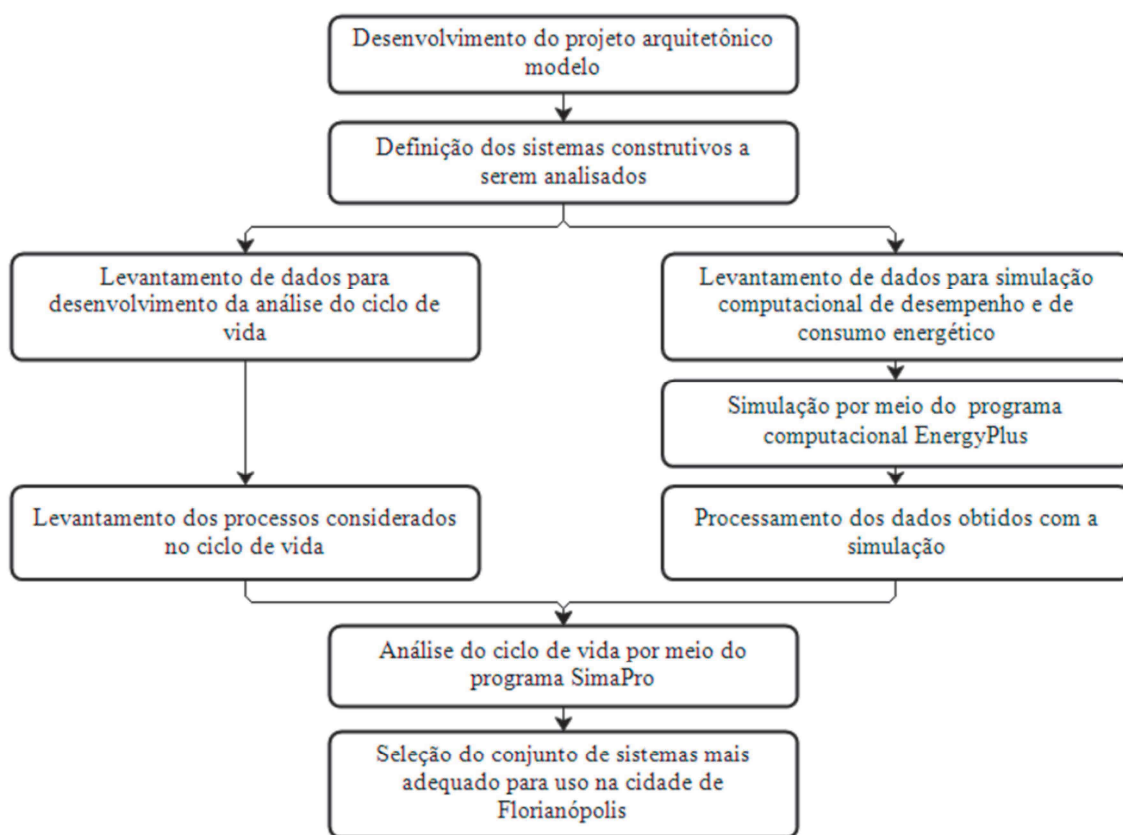 Desenvolvimento do projeto arquitetônico
modelo
Definição dos sistemas construtivos a
serem analisados
Levantamento de dados para
desenvolvimento da análise do ciclo de
vida
Levantamento de dados para simulação
computacional de desempenho e de
consumo energético
Simulação por meio do programa
computacional EnergyPlus
Levantamento dos processos considerados
no ciclo de vida
Processamento dos dados obtidos com a
simulação
Análise do ciclo de vida por meio do
programa SimaPro
Seleção do conjunto de sistemas mais
adequado para uso na cidade de
Florianópolis